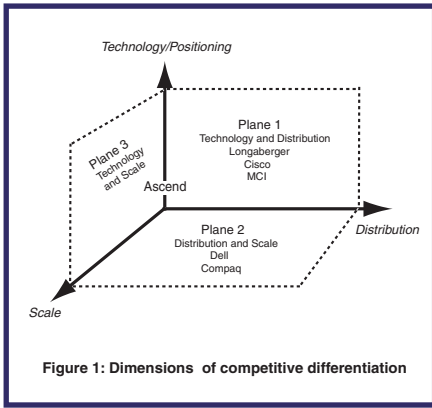 Technology/Positioning
Plane 1
Technology and Distribution
Longaberger
Cisco
MCI
Plane 3
Technology
and Scale
Ascend
Plane 2
Distribution and Scale
Dell
Compaq
Distribution
Scale
Figure 1: Dimensions of competitive differentiation